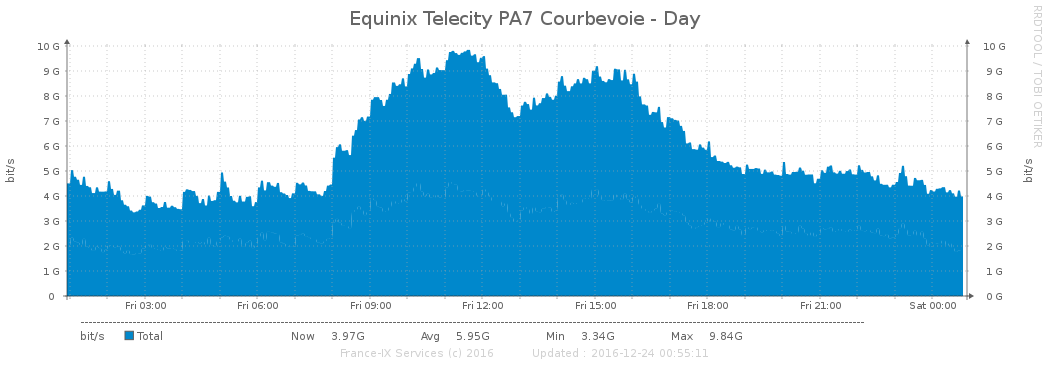 Equinix Telecity PA7 Courbevoie - Day
RRDTOOL / TOBI OETIKER
10 G 10 G
9 G 9 G
8 G 8 G
7 G 7 G
6 G 6 G
5 G 5 G
4 G 4 G
3 G 3 G
2 G 2 G
1 G 1 G
0 0 G
bit/s
bit/s
Fri 03:00 Fri 06:00 Fri 09:00 Fri 12:00 Fri 15:00 Fri 18:00 Fri 21:00 Sat 00:00
bit/s Total Now 3.97G Avg 5.95G Min 3.34G Max 9.84G
France-IX Services (c) 2016 Updated : 2016-12-24 00:55:11